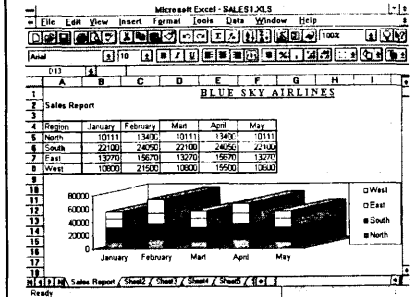 Microsoft Excel - SALES1.XLS
File Edit View Insert Format Tools Data Window Help
100%
Arial 10 B I U $ % ,
D13
A B C D E F G H I
1 BLUE SKY AIRLINES
2 Sales Report
3
4 Region January February Mart April May
5 North 10111 13400 10111 13400 10111
6 South 22100 24050 22100 24050 22100
7 East 13270 15670 13270 15670 13270
8 West 10800 21500 10800 15500 10800
9
10
11
12
13
14
15
16
17
18
80000
60000
40000
20000
0
January February Mart April May
West
East
South
North
Sales Report Sheet2 Sheet3 Sheet4 Sheet5
Ready